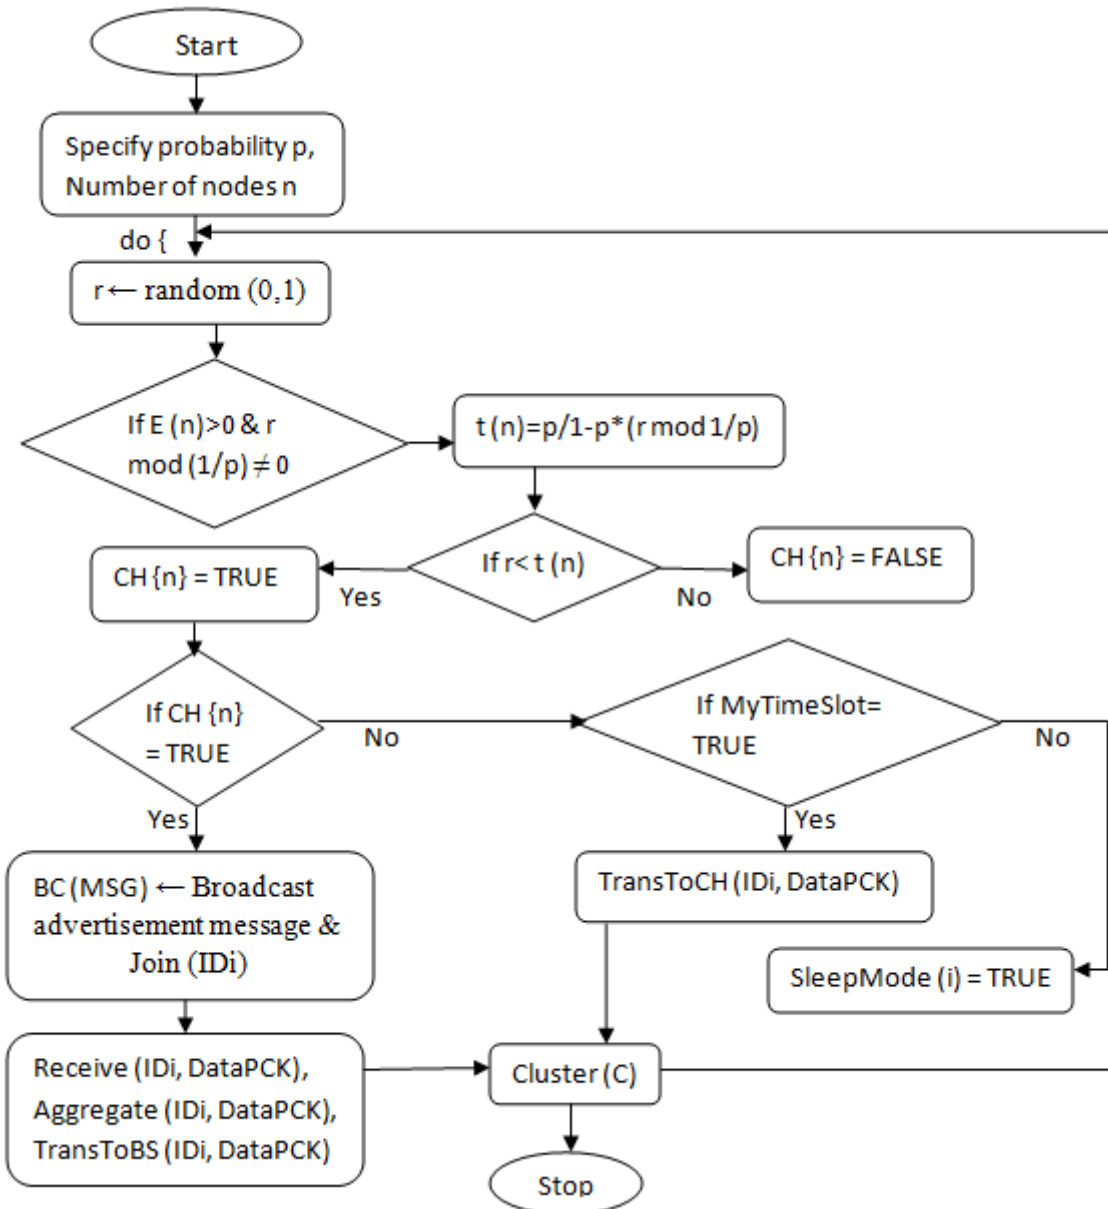 Start
Specify probability p,
Number of nodes n
do {
r ← random (0,1)
If E (n)>0 & r
mod (1/p) ≠ 0
t (n)=p/1-p* (r mod 1/p)
If r< t (n)
Yes
No
CH {n} = TRUE
CH {n} = FALSE
If CH {n}
= TRUE
No
Yes
If MyTimeSlot=
TRUE
No
Yes
BC (MSG) ← Broadcast
advertisement message &
Join (IDi)
TransToCH (IDi, DataPCK)
SleepMode (i) = TRUE
Receive (IDi, DataPCK),
Aggregate (IDi, DataPCK),
TransToBS (IDi, DataPCK)
Cluster (C)
Stop